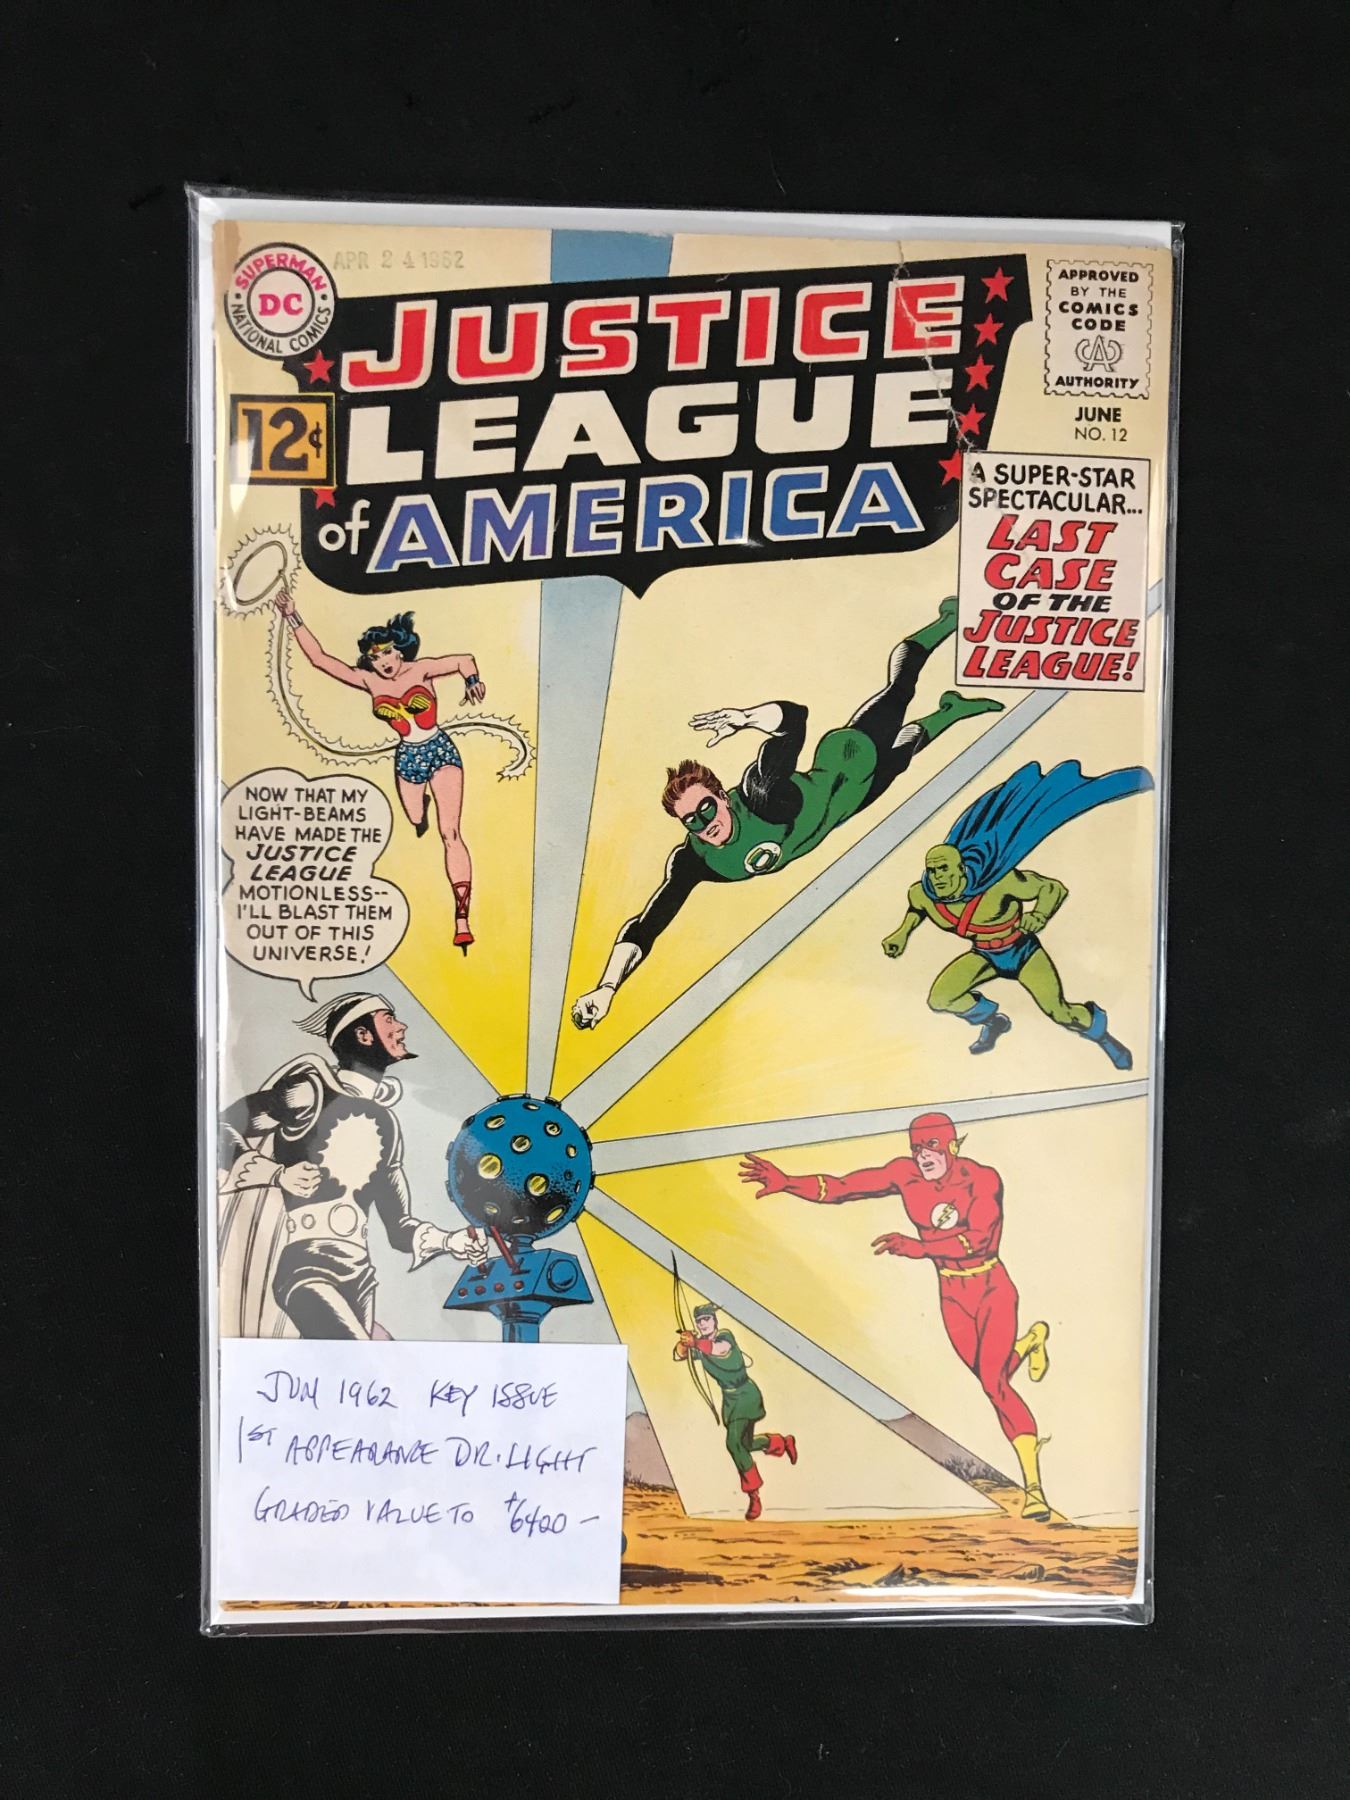 APR 24 1962
SUPERMAN
DC
NATIONAL COMICS
JUSTICE
LEAGUE
of AMERICA
12¢
APPROVED
BY THE
COMICS
CODE
CA
AUTHORITY
JUNE
NO. 12
A SUPER-STAR
SPECTACULAR...
LAST
CASE
OF THE
JUSTICE
LEAGUE!
NOW THAT MY
LIGHT-BEAMS
HAVE MADE THE
JUSTICE
LEAGUE
MOTIONLESS--
I'LL BLAST THEM
OUT OF THIS
UNIVERSE!
JUN 1962 KEY ISSUE
1ST APPEARANCE DR. LIGHT
GRADED VALUE TO $6400-